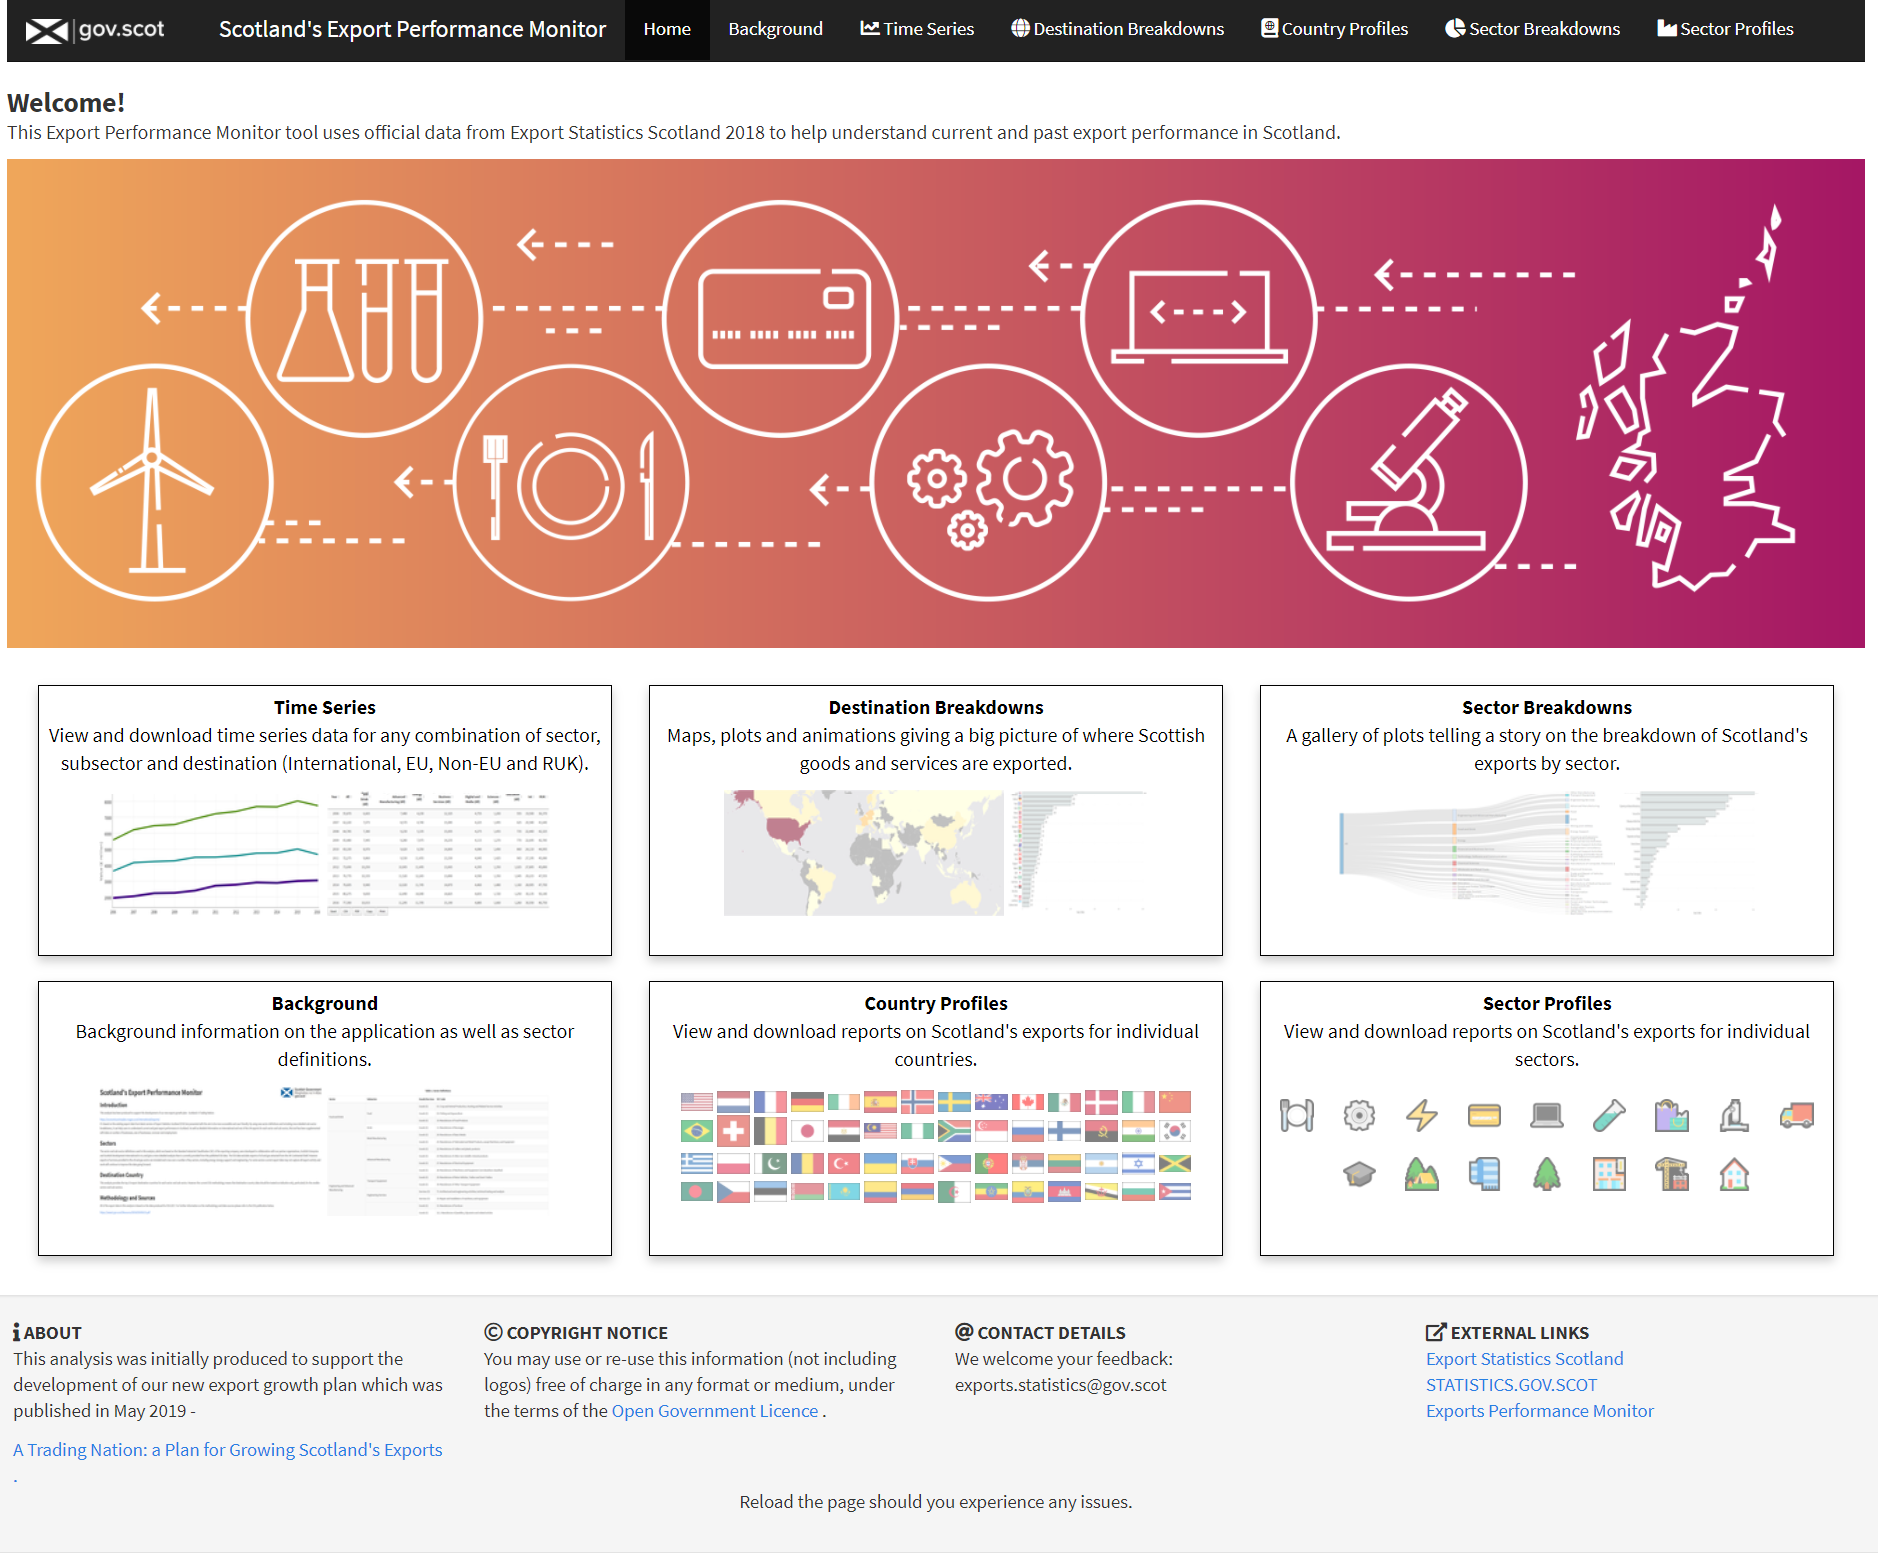 gov.scot
Scotland's Export Performance Monitor
Home
Background
Time Series
Destination Breakdowns
Country Profiles
Sector Breakdowns
Sector Profiles
Welcome!
This Export Performance Monitor tool uses official data from Export Statistics Scotland 2018 to help understand current and past export performance in Scotland.
Time Series
View and download time series data for any combination of sector,
subsector and destination (International, EU, Non-EU and RUK).
Destination Breakdowns
Maps, plots and animations giving a big picture of where Scottish
goods and services are exported.
Sector Breakdowns
A gallery of plots telling a story on the breakdown of Scotland's
exports by sector.
Background
Background information on the application as well as sector
definitions.
Scotland's Export Performance Monitor
Introduction
Sectors
Destination Country
Methodology and Sources
Country Profiles
View and download reports on Scotland's exports for individual
countries.
Sector Profiles
View and download reports on Scotland's exports for individual
sectors.
ABOUT
This analysis was initially produced to support the
development of our new export growth plan which was
published in May 2019 -
A Trading Nation: a Plan for Growing Scotland's Exports
.
COPYRIGHT NOTICE
You may use or re-use this information (not including
logos) free of charge in any format or medium, under
the terms of the Open Government Licence .
CONTACT DETAILS
We welcome your feedback:
exports.statistics@gov.scot
EXTERNAL LINKS
Export Statistics Scotland
STATISTICS.GOV.SCOT
Exports Performance Monitor
Reload the page should you experience any issues.